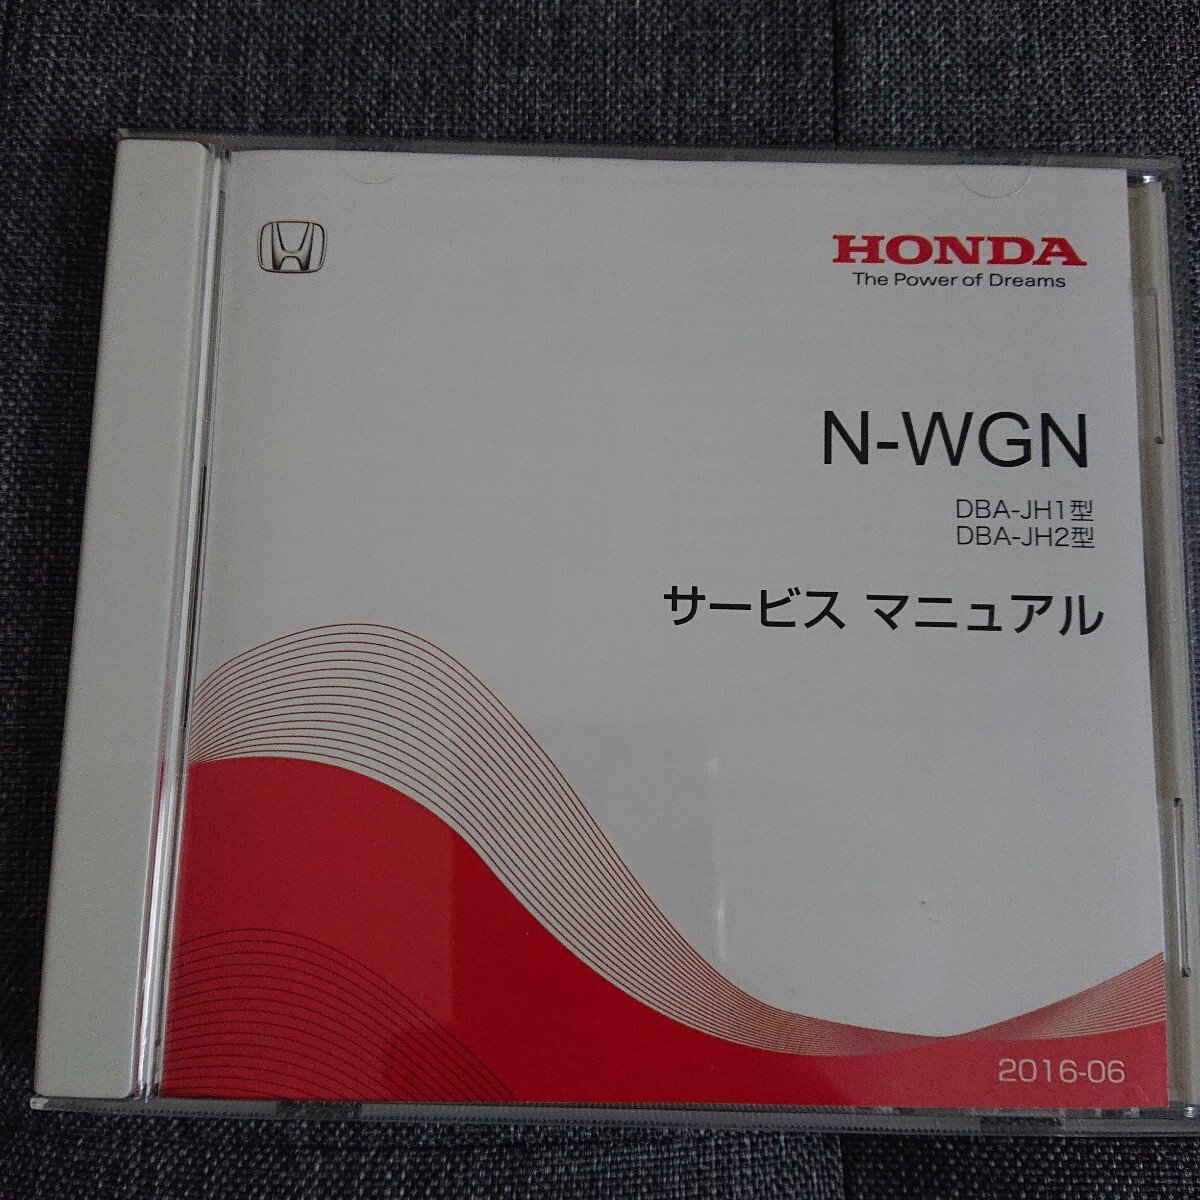 HONDA
The Power of Dreams
N-WGN
DBA-JH1型
DBA-JH2型
サービス マニュアル
2016-06